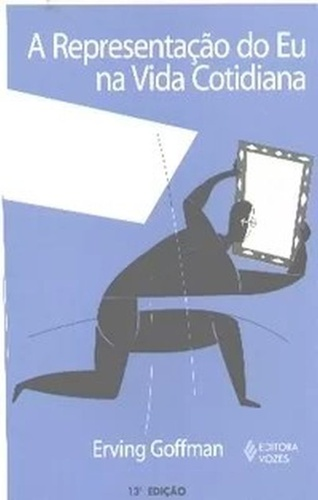 A Representação do Eu
na Vida Cotidiana
Erving Goffman
EDITORA
VOZES
13ª EDIÇÃO